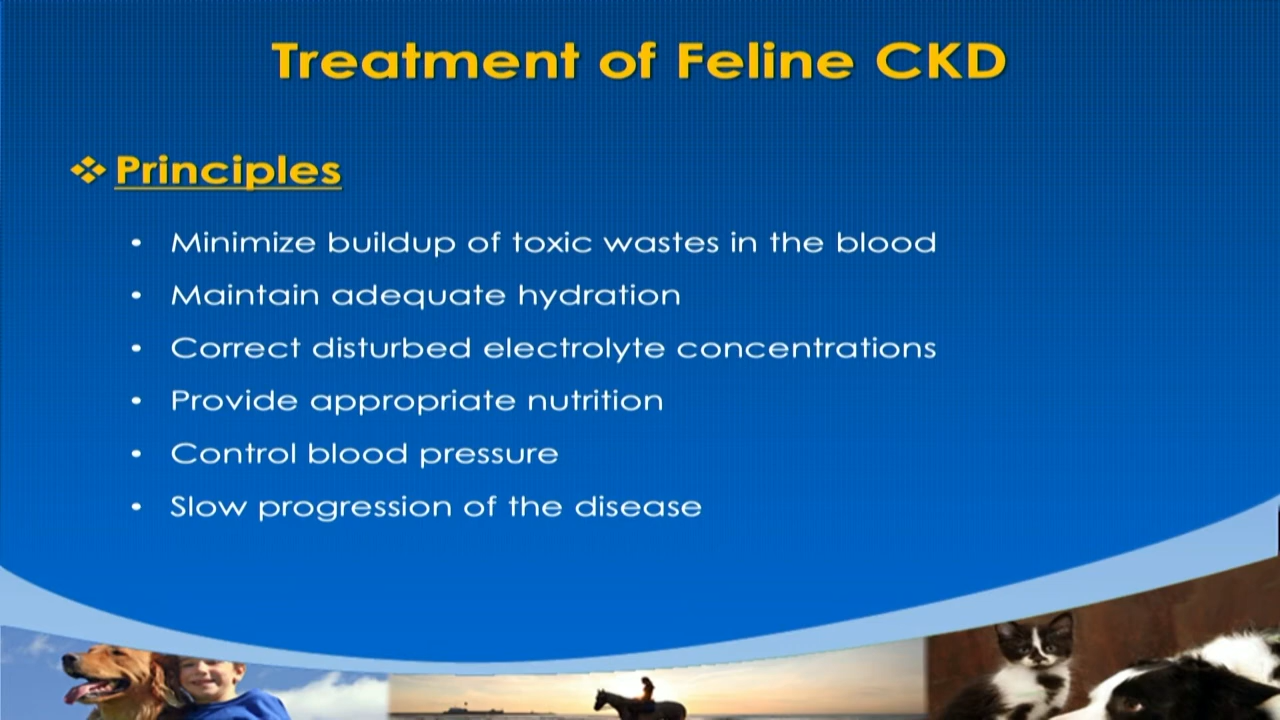 Treatment of Feline CKD
❖ Principles
• Minimize buildup of toxic wastes in the blood
• Maintain adequate hydration
• Correct disturbed electrolyte concentrations
• Provide appropriate nutrition
• Control blood pressure
• Slow progression of the disease